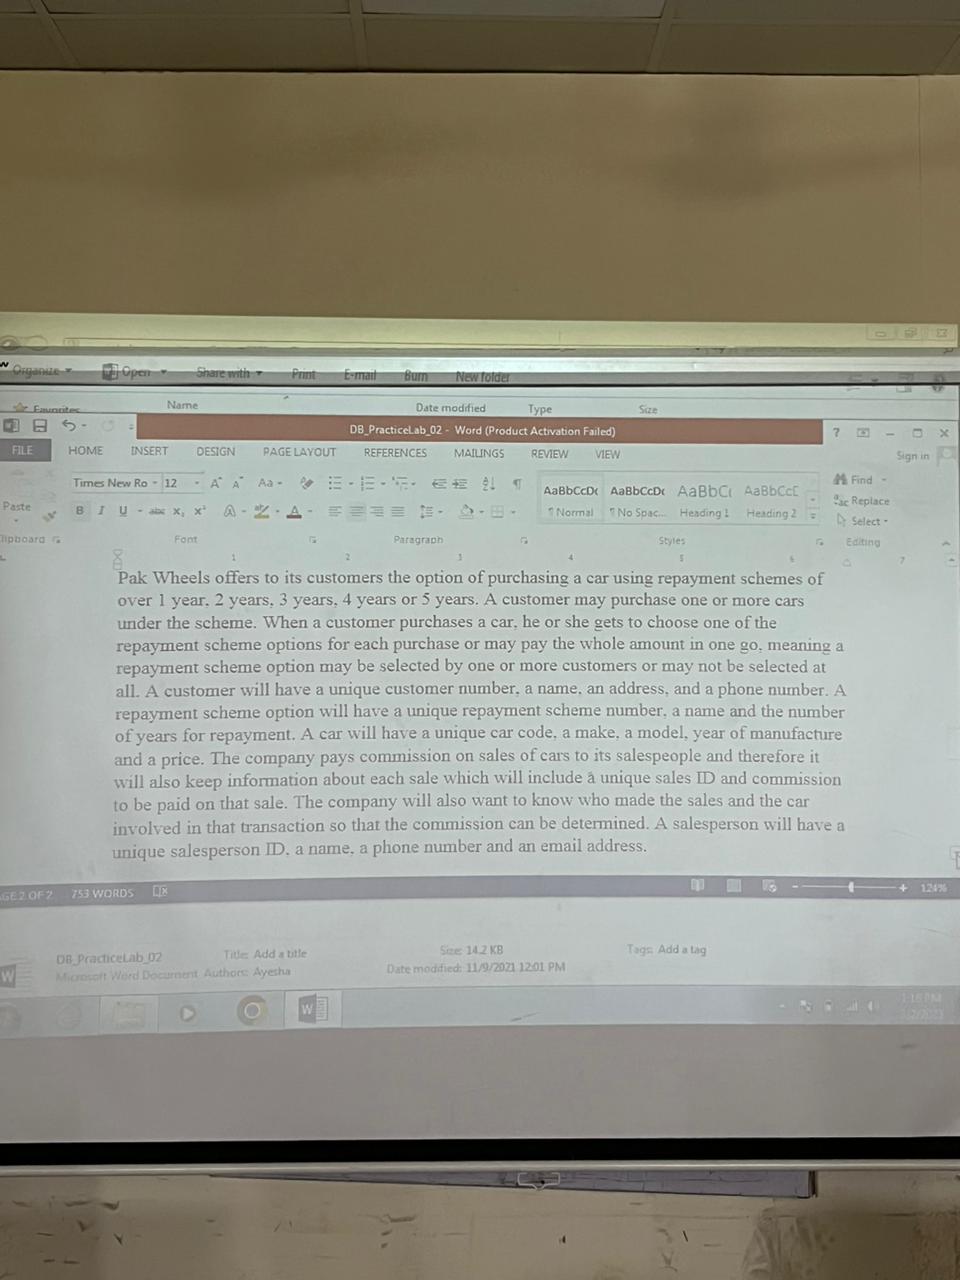 Organize
Open
Share with
Print
E-mail
Burn
New folder
Favorites
Name
Date modified
Type
Size
DB_PracticeLab_02 - Word (Product Activation Failed)
FILE
HOME
INSERT
DESIGN
PAGE LAYOUT
REFERENCES
MAILINGS
REVIEW
VIEW
Sign in
Paste
Times New Ro
12
Aa
B I U abc X₂ X²
AaBbCcDc
AaBbCcDc
AaBbC
AaBbCcC
¶ Normal
¶ No Spac...
Heading 1
Heading 2
Find
Replace
Select
Font
Paragraph
Styles
Editing
1 2 3 4 5 6 7
Pak Wheels offers to its customers the option of purchasing a car using repayment schemes of
over 1 year, 2 years, 3 years, 4 years or 5 years. A customer may purchase one or more cars
under the scheme. When a customer purchases a car, he or she gets to choose one of the
repayment scheme options for each purchase or may pay the whole amount in one go, meaning a
repayment scheme option may be selected by one or more customers or may not be selected at
all. A customer will have a unique customer number, a name, an address, and a phone number. A
repayment scheme option will have a unique repayment scheme number, a name and the number
of years for repayment. A car will have a unique car code, a make, a model, year of manufacture
and a price. The company pays commission on sales of cars to its salespeople and therefore it
will also keep information about each sale which will include a unique sales ID and commission
to be paid on that sale. The company will also want to know who made the sales and the car
involved in that transaction so that the commission can be determined. A salesperson will have a
unique salesperson ID, a name, a phone number and an email address.
GE 2 OF 2
753 WORDS
124%
DB_PracticeLab_02
Title: Add a title
Size: 14.2 KB
Tags: Add a tag
Microsoft Word Document
Authors: Ayesha
Date modified: 11/9/2021 12:01 PM
1:16 PM